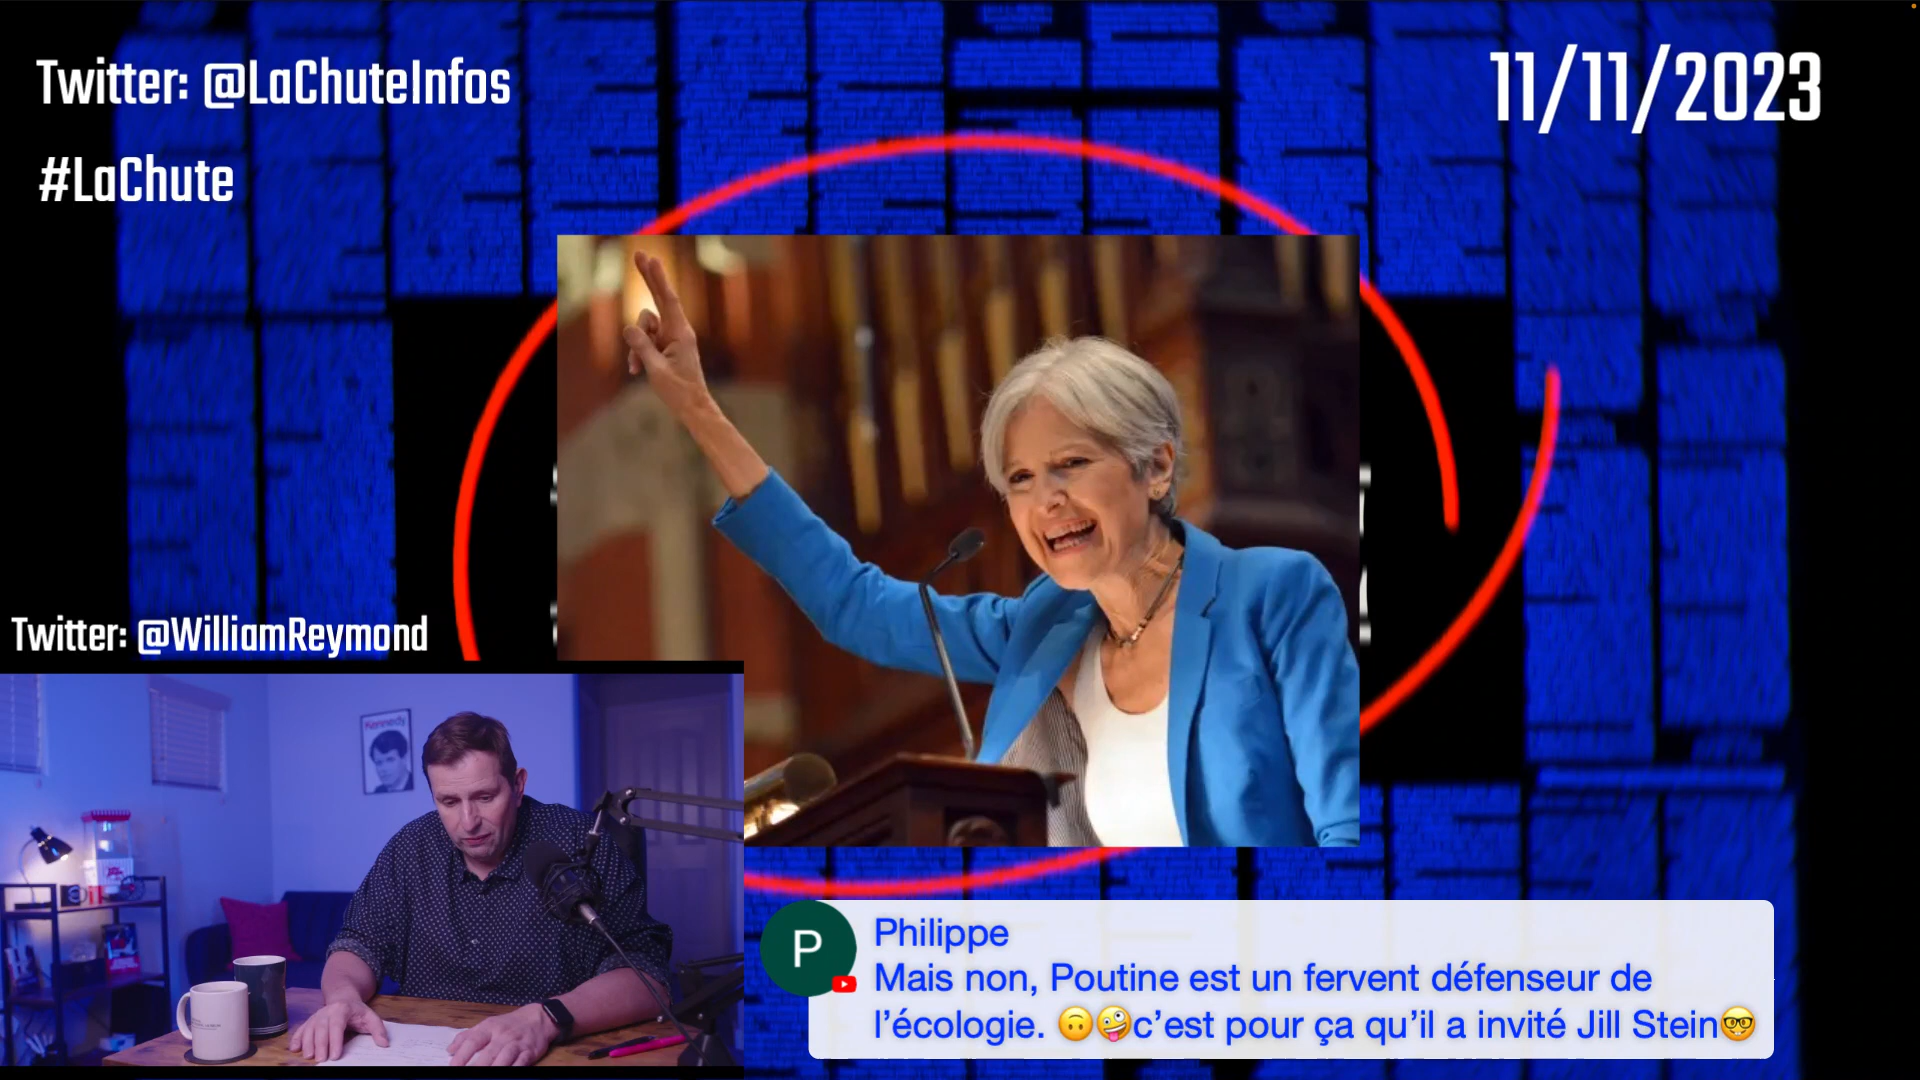 Twitter: @LaChuteInfos
11/11/2023
#LaChute
Twitter: @WilliamReymond
Kennedy
P
Philippe
Mais non, Poutine est un fervent défenseur de
l’écologie. 🙃🤪c’est pour ça qu’il a invité Jill Stein🤓